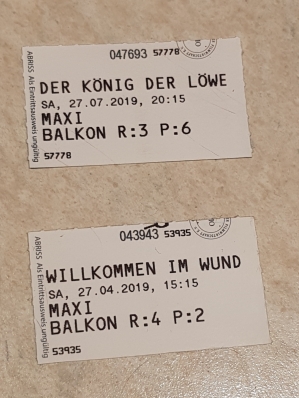 047693 57778
DER KÖNIG DER LÖWE
SA, 27.07.2019, 20:15
MAXI
BALKON R:3 P:6
57778
ABRISS Als Eintrittsausweis ungültig
043943 53935
WILLKOMMEN IM WUND
SA, 27.04.2019, 15:15
MAXI
BALKON R:4 P:2
53935
ABRISS Als Eintrittsausweis ungültig